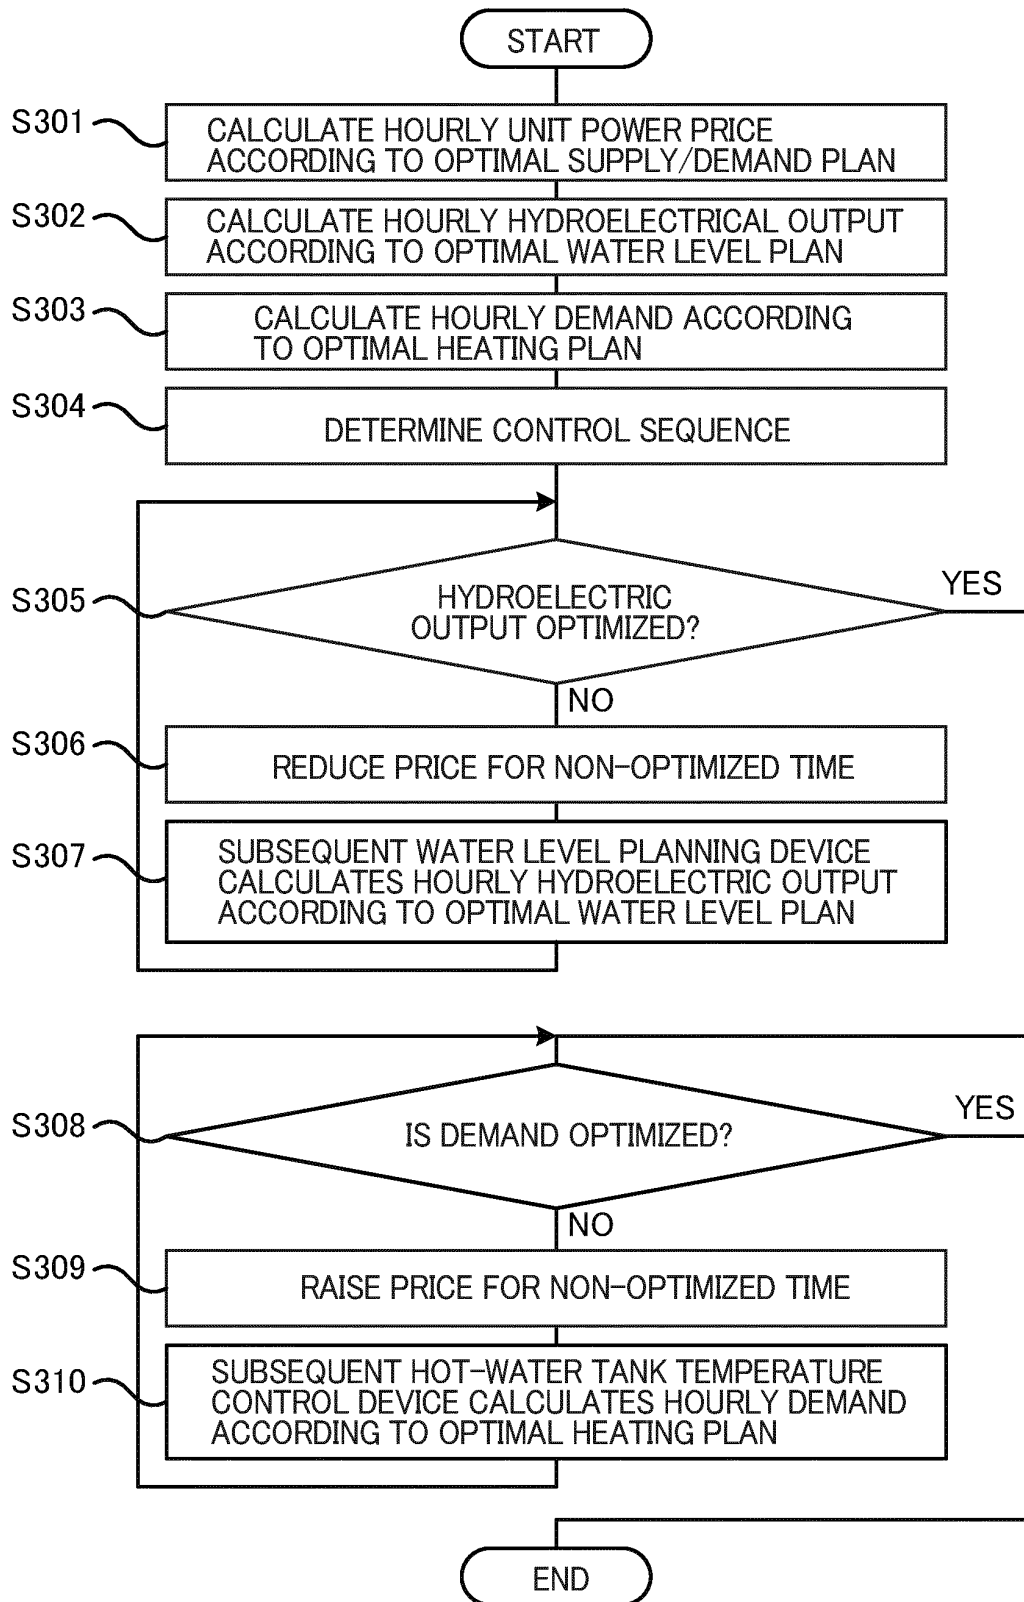 START
S301
CALCULATE HOURLY UNIT POWER PRICE
ACCORDING TO OPTIMAL SUPPLY/DEMAND PLAN
S302
CALCULATE HOURLY HYDROELECTRICAL OUTPUT
ACCORDING TO OPTIMAL WATER LEVEL PLAN
S303
CALCULATE HOURLY DEMAND ACCORDING
TO OPTIMAL HEATING PLAN
S304
DETERMINE CONTROL SEQUENCE
S305
HYDROELECTRIC
OUTPUT OPTIMIZED?
YES
NO
S306
REDUCE PRICE FOR NON-OPTIMIZED TIME
S307
SUBSEQUENT WATER LEVEL PLANNING DEVICE
CALCULATES HOURLY HYDROELECTRIC OUTPUT
ACCORDING TO OPTIMAL WATER LEVEL PLAN
S308
IS DEMAND OPTIMIZED?
YES
NO
S309
RAISE PRICE FOR NON-OPTIMIZED TIME
S310
SUBSEQUENT HOT-WATER TANK TEMPERATURE
CONTROL DEVICE CALCULATES HOURLY DEMAND
ACCORDING TO OPTIMAL HEATING PLAN
END